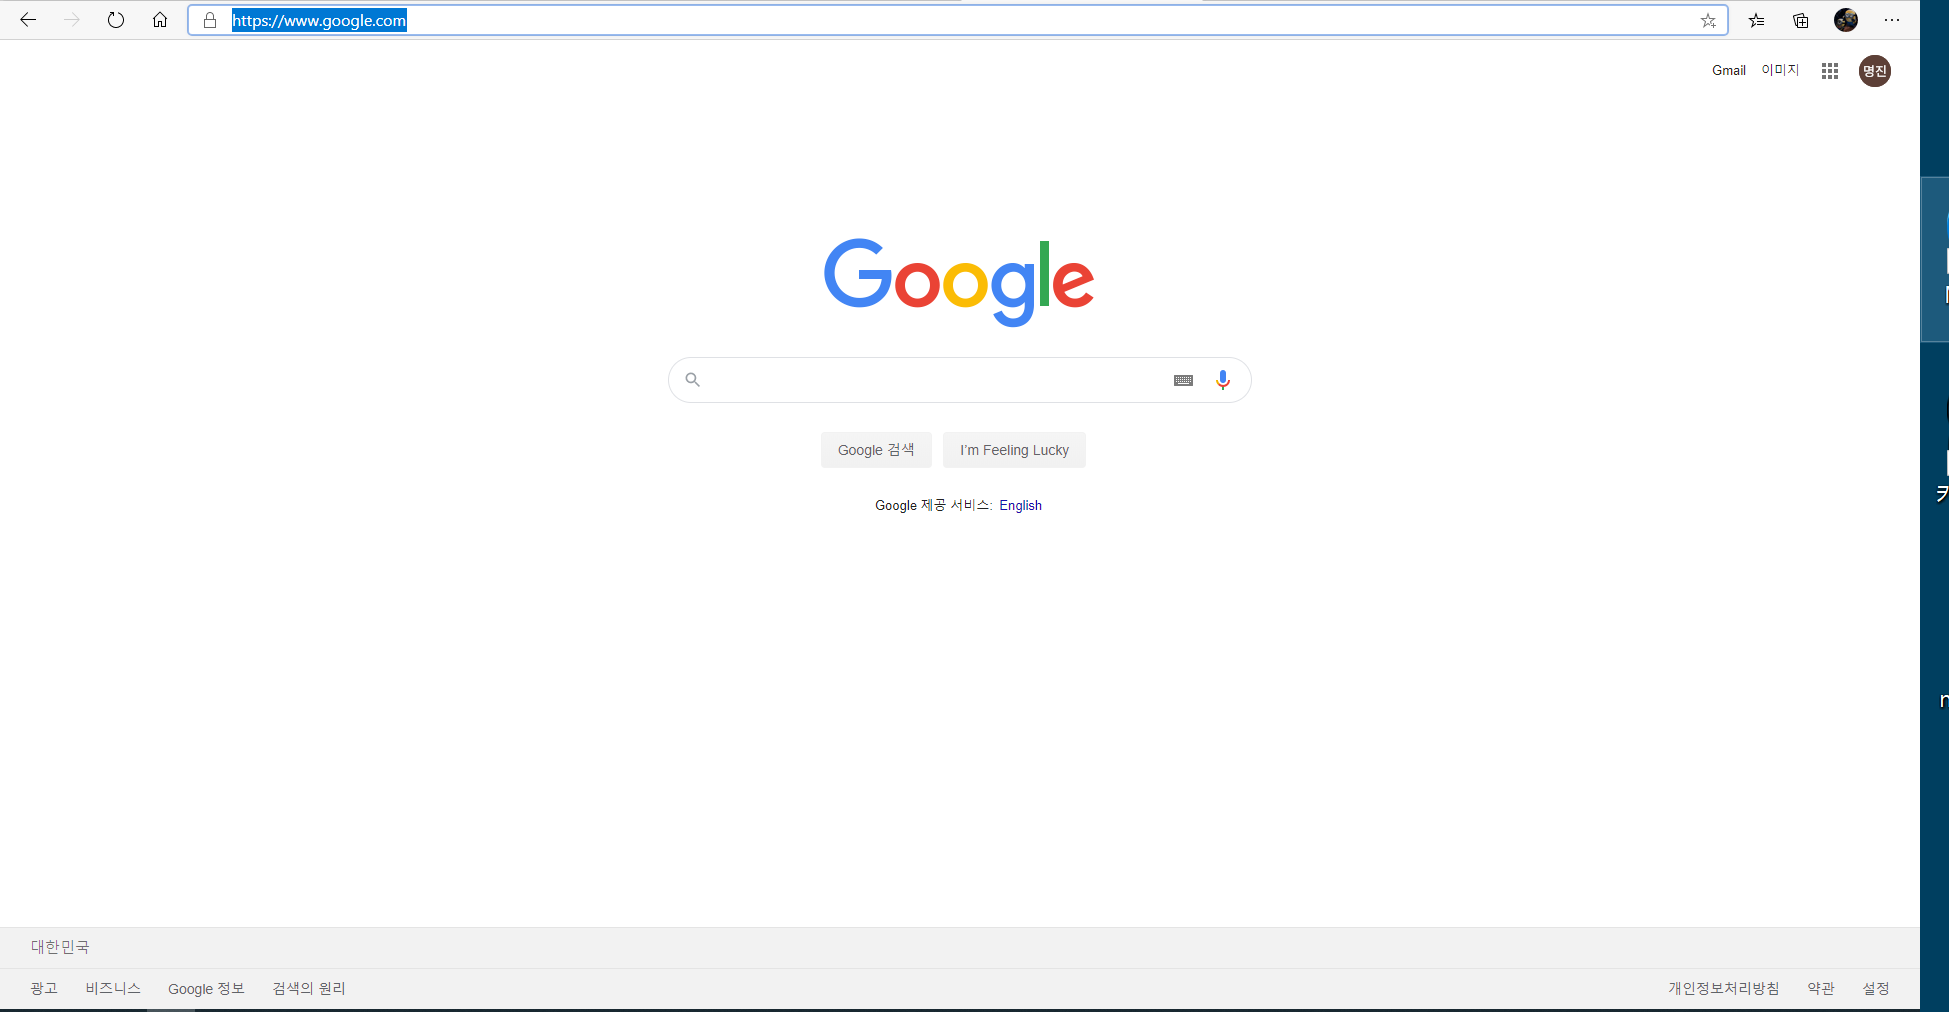 https://www.google.com
Gmail 이미지 명진
Google
Google 검색 I'm Feeling Lucky
Google 제공 서비스: English
대한민국
광고 비즈니스 Google 정보 검색의 원리 개인정보처리방침 약관 설정